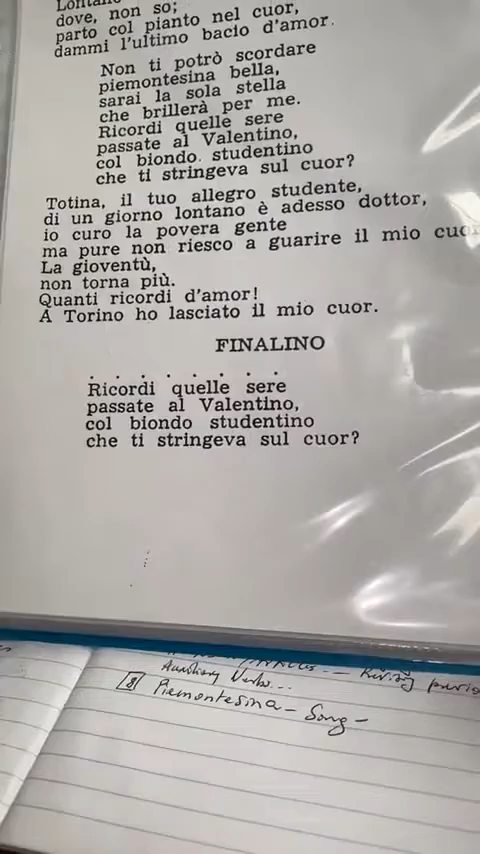 Lontano
dove, non so;
parto col pianto nel cuor,
dammi l'ultimo bacio d'amor.
Non ti potrò scordare
piemontesina bella,
sarai la sola stella
che brillerà per me.
Ricordi quelle sere
passate al Valentino,
col biondo. studentino
che ti stringeva sul cuor?
Totina, il tuo allegro studente,
di un giorno lontano è adesso dottor,
io curo la povera gente
ma pure non riesco a guarire il mio cuor
La gioventù,
non torna più.
Quanti ricordi d'amor!
A Torino ho lasciato il mio cuor.
FINALINO
. . . . . . . .
Ricordi quelle sere
passate al Valentino,
col biondo studentino
che ti stringeva sul cuor?
Auxiliary Verbs...
8 Piemontesina - Song -